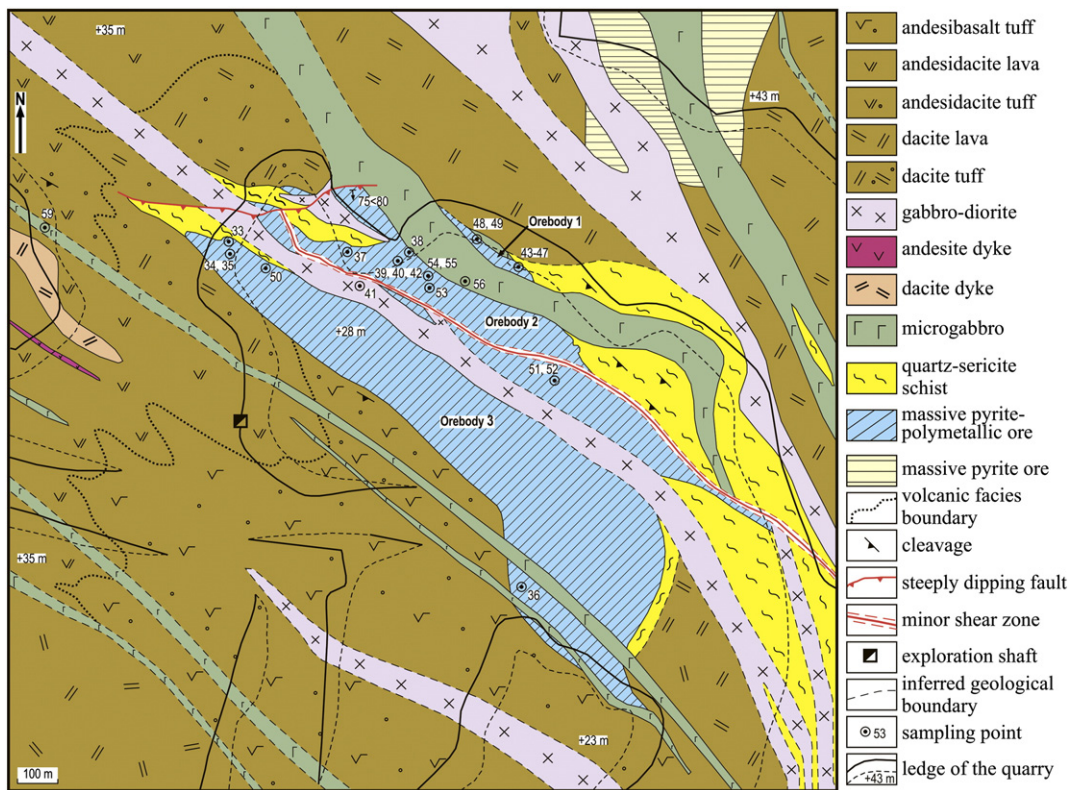 +35 m
+43 m
N
75<80
59
48, 49
Orebody 1
33
38
43-47
34, 35
37
54, 55
39, 40, 42
56
50
53
41
Orebody 2
+28 m
51, 52
Orebody 3
+35 m
36
+23 m
100 m
andesibasalt tuff
andesidacite lava
andesidacite tuff
dacite lava
dacite tuff
gabbro-diorite
andesite dyke
dacite dyke
microgabbro
quartz-sericite
schist
massive pyrite-
polymetallic ore
massive pyrite ore
volcanic facies
boundary
cleavage
steeply dipping fault
minor shear zone
exploration shaft
inferred geological
boundary
53
sampling point
+43 m
ledge of the quarry